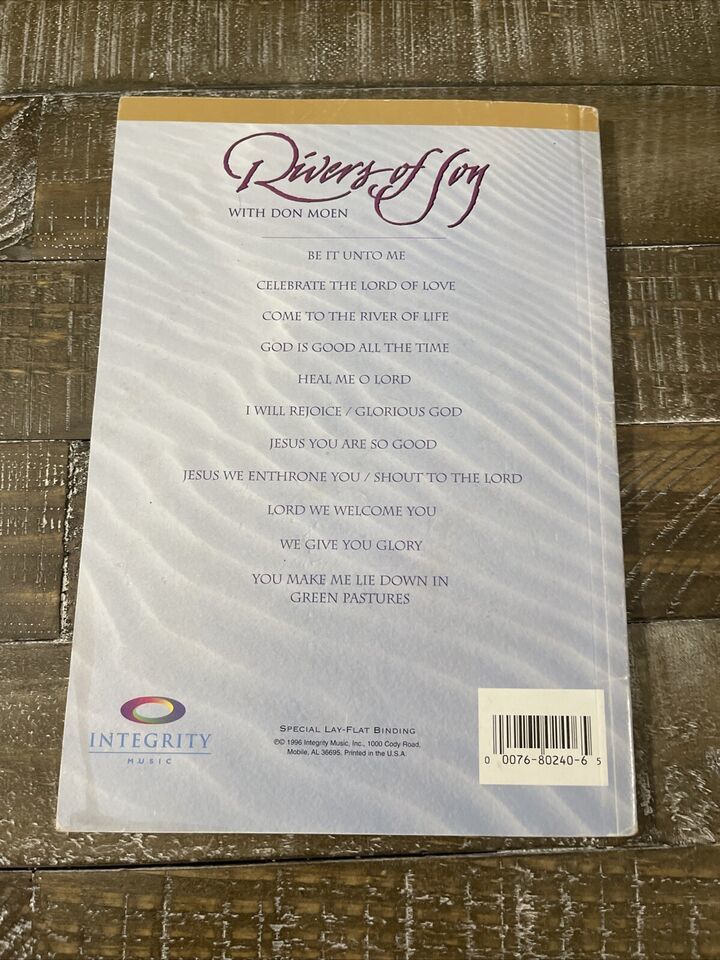 Rivers of Joy
WITH DON MOEN
BE IT UNTO ME
CELEBRATE THE LORD OF LOVE
COME TO THE RIVER OF LIFE
GOD IS GOOD ALL THE TIME
HEAL ME O LORD
I WILL REJOICE / GLORIOUS GOD
JESUS YOU ARE SO GOOD
JESUS WE ENTHRONE YOU / SHOUT TO THE LORD
LORD WE WELCOME YOU
WE GIVE YOU GLORY
YOU MAKE ME LIE DOWN IN
GREEN PASTURES
INTEGRITY
MUSIC
SPECIAL LAY-FLAT BINDING
℗© 1996 Integrity Music, Inc., 1000 Cody Road,
Mobile, AL 36695. Printed in the U.S.A.
0 0076-80240-6 5